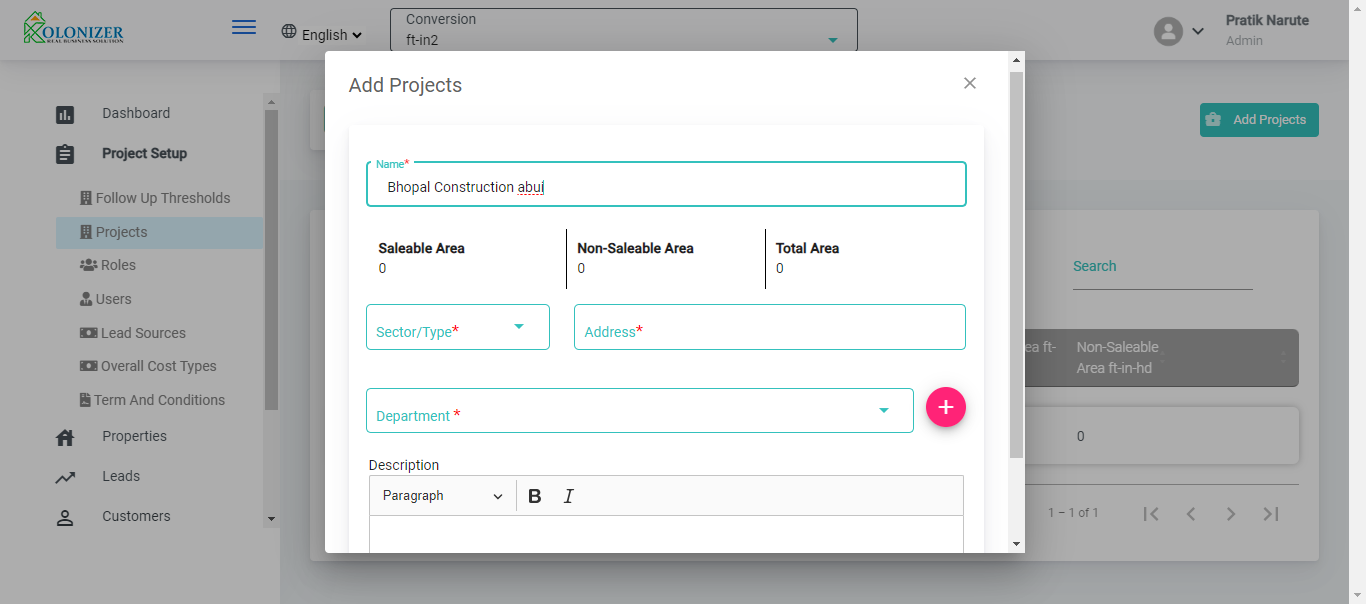 KOLONIZER
REAL BUSINESS SOLUTION
English
Conversion
ft-in2
Pratik Narute
Admin
Dashboard
Project Setup
Follow Up Thresholds
Projects
Roles
Users
Lead Sources
Overall Cost Types
Term And Conditions
Properties
Leads
Customers
Add Projects
Name*
Bhopal Construction abui
Saleable Area
0
Non-Saleable Area
0
Total Area
0
Sector/Type*
Address*
Department *
Description
Paragraph
B I
Add Projects
Search
ea ft-
Non-Saleable
Area ft-in-hd
0
1 – 1 of 1